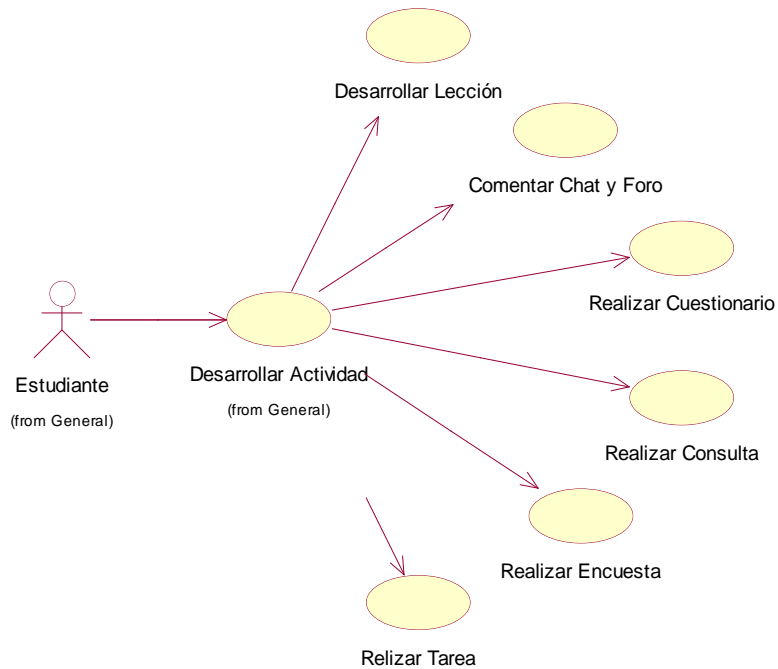 Desarrollar Lección
Comentar Chat y Foro
Realizar Cuestionario
Estudiante
(from General)
Desarrollar Actividad
(from General)
Realizar Consulta
Realizar Encuesta
Relizar Tarea